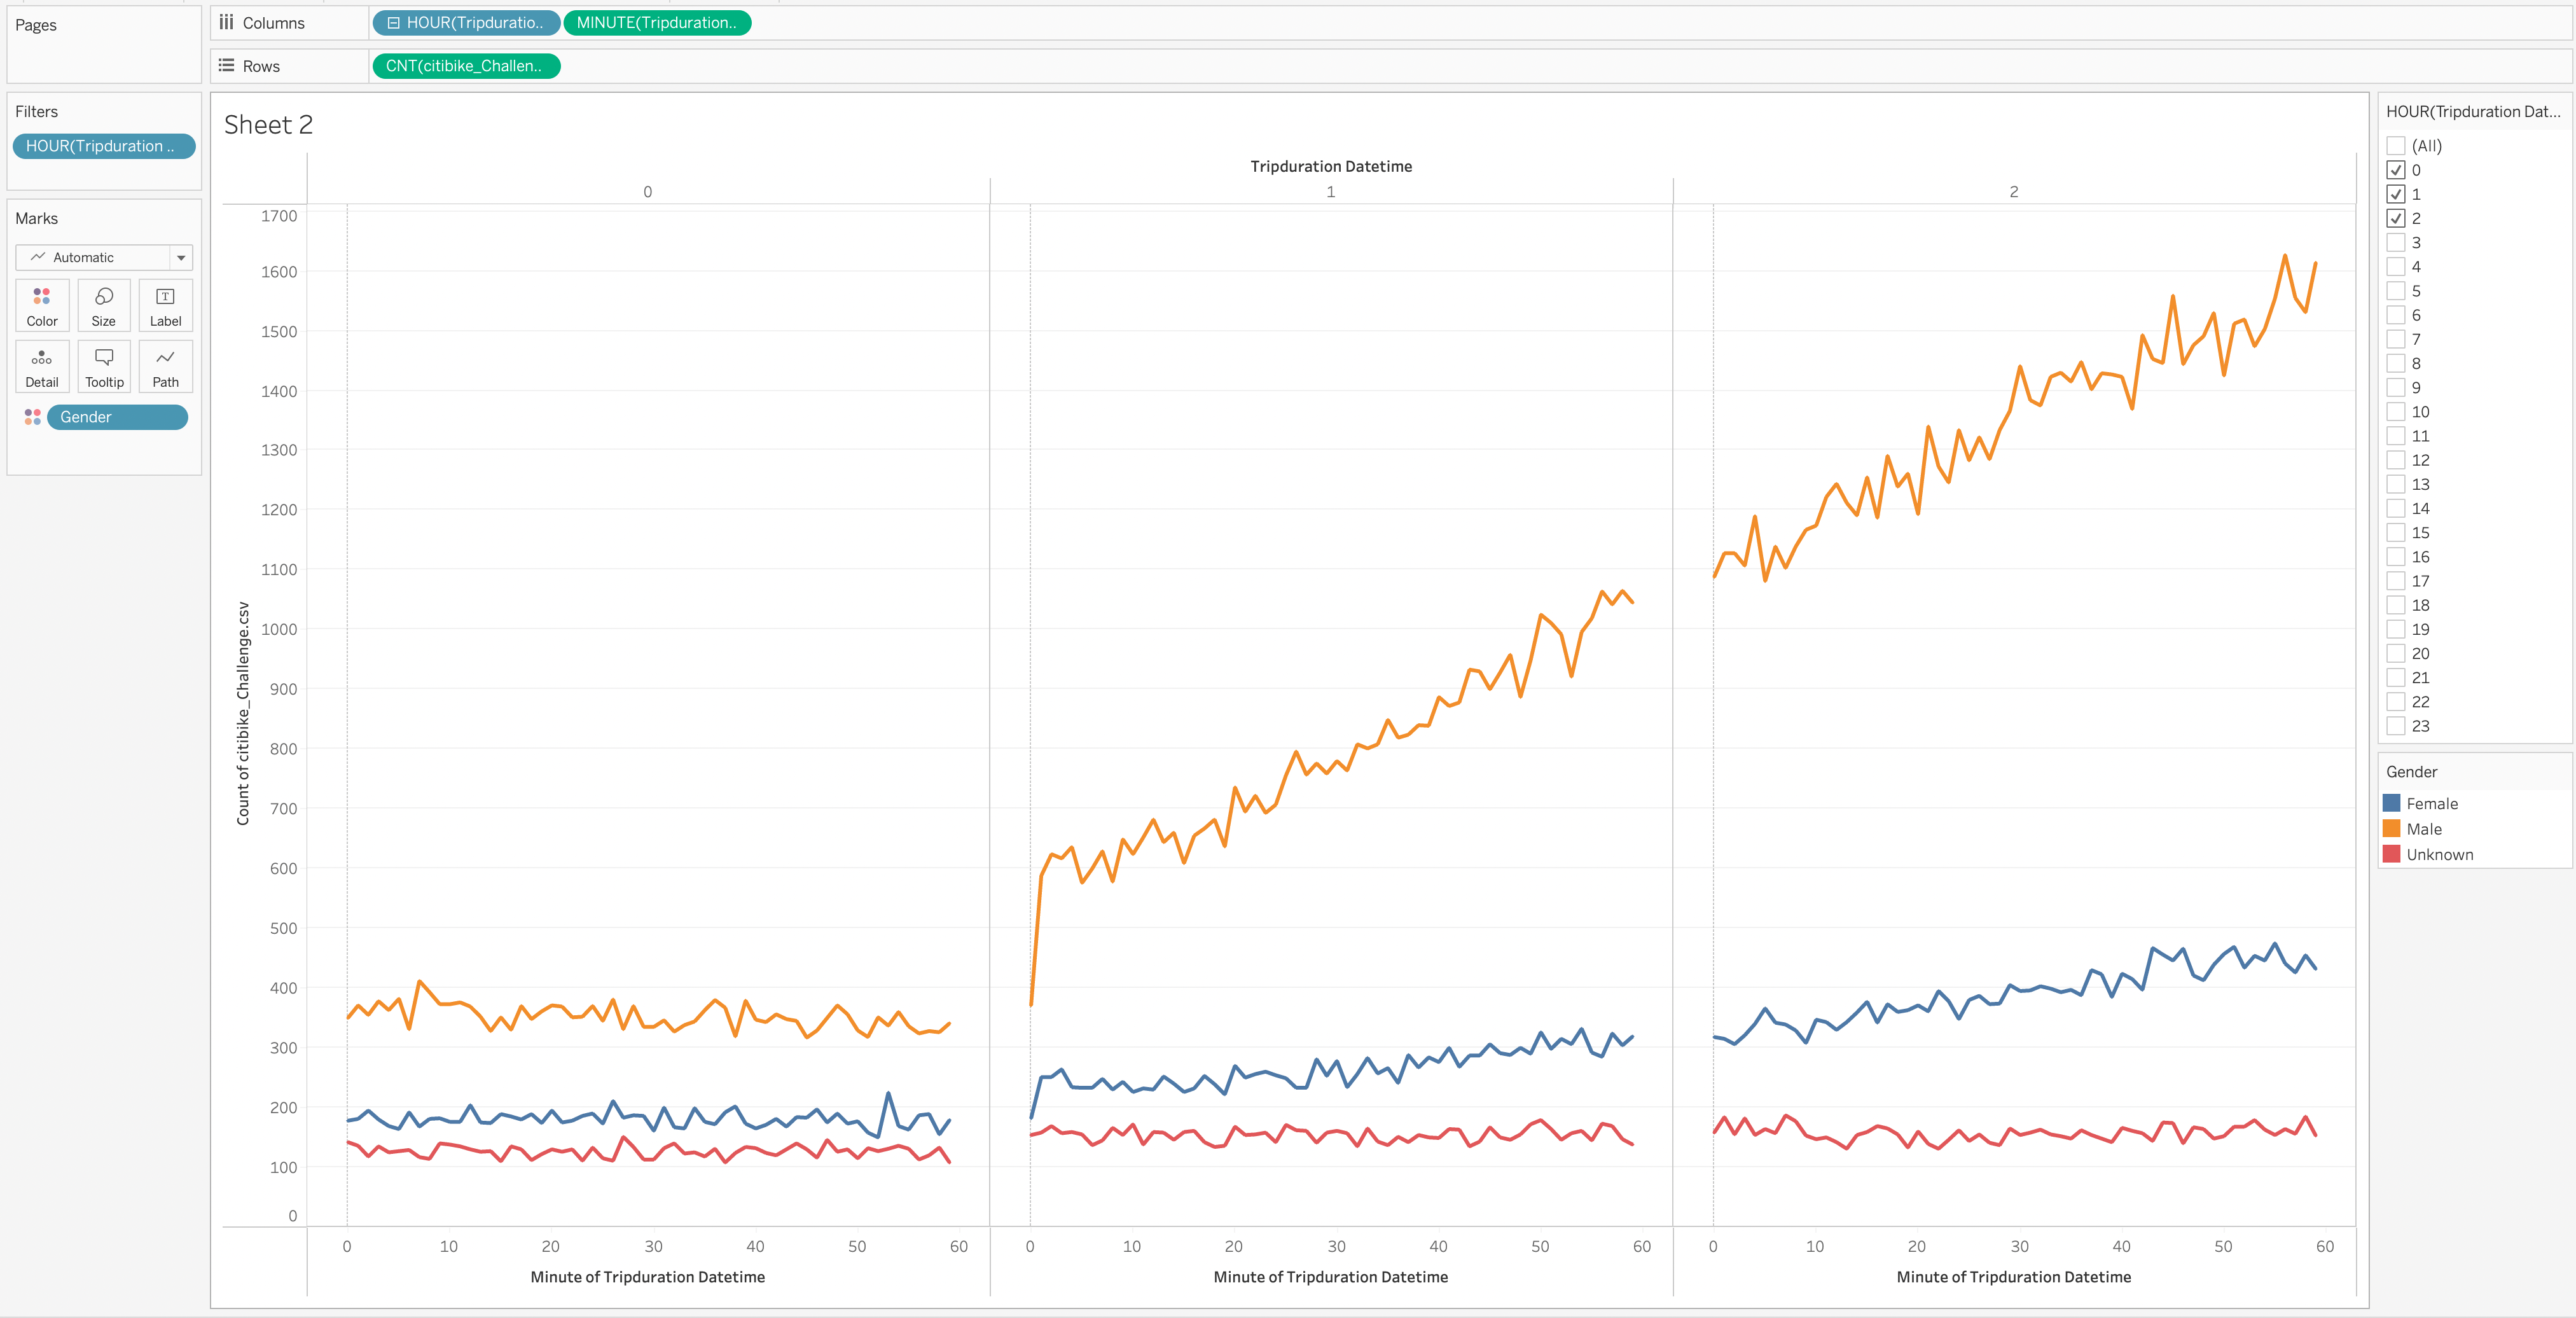 Pages
Columns
HOUR(Tripduratio..
MINUTE(Tripduration..
Rows
CNT(citibike_Challen..
Filters
HOUR(Tripduration ..
Marks
Automatic
Color
Size
Label
Detail
Tooltip
Path
Gender
Sheet 2
Tripduration Datetime
0
1
2
Count of citibike_Challenge.csv
1700
1600
1500
1400
1300
1200
1100
1000
900
800
700
600
500
400
300
200
100
0
0 10 20 30 40 50 60
0 10 20 30 40 50 60
0 10 20 30 40 50 60
Minute of Tripduration Datetime
Minute of Tripduration Datetime
Minute of Tripduration Datetime
HOUR(Tripduration Dat...
(All)
0
1
2
3
4
5
6
7
8
9
10
11
12
13
14
15
16
17
18
19
20
21
22
23
Gender
Female
Male
Unknown